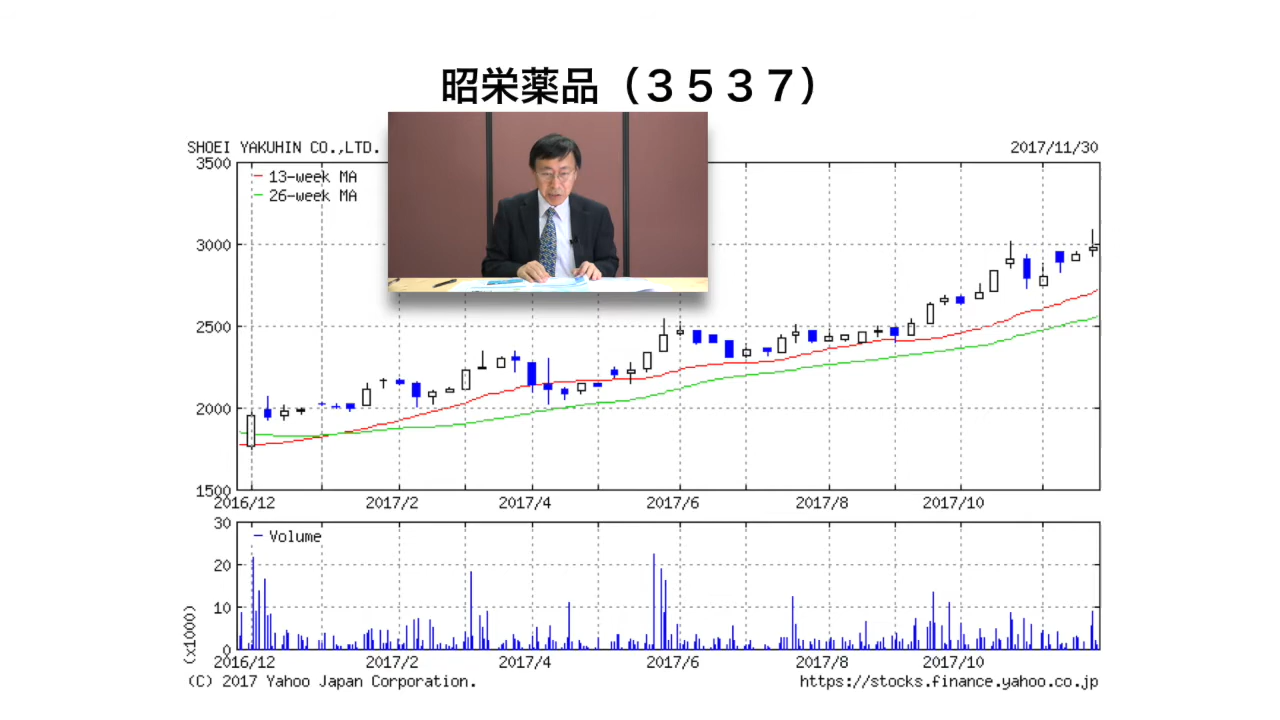 昭栄薬品（３５３７）
SHOEI YAKUHIN CO.,LTD.
2017/11/30
3500
13-week MA
26-week MA
3000
2500
2000
1500
2016/12 2017/2 2017/4 2017/6 2017/8 2017/10
30
Volume
20
10
0
(x1000)
2016/12 2017/2 2017/4 2017/6 2017/8 2017/10
(C) 2017 Yahoo Japan Corporation.
https://stocks.finance.yahoo.co.jp